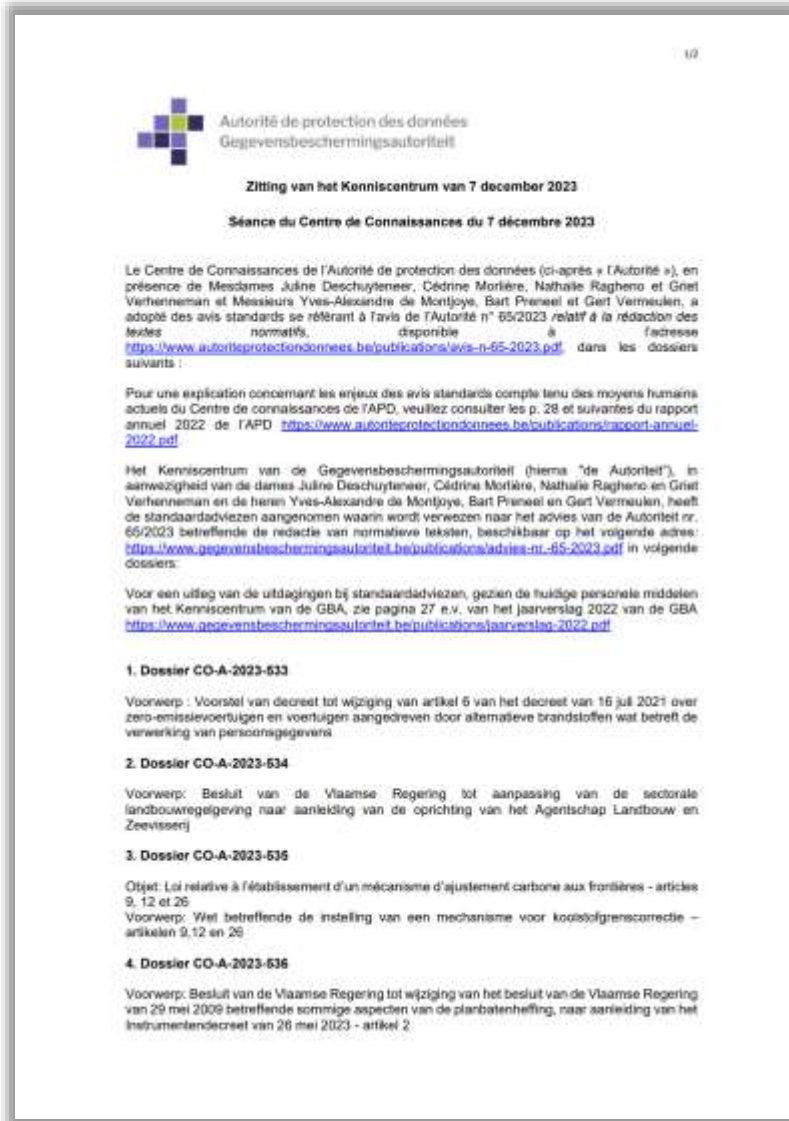 1/2
Autorité de protection des données
Gegevensbeschermingsautoriteit
Zitting van het Kenniscentrum van 7 december 2023
Séance du Centre de Connaissances du 7 décembre 2023
Le Centre de Connaissances de l'Autorité de protection des données (ci-après « l'Autorité »), en
présence de Mesdames Juline Deschuyteneer, Cédrine Morlière, Nathalie Ragheno et Griet
Verhenneman et Messieurs Yves-Alexandre de Montjoye, Bart Preneel et Gert Vermeulen, a
adopté des avis standards se référant à l'avis de l'Autorité n° 65/2023 relatif à la rédaction des
textes normatifs, disponible à l'adresse
https://www.autoriteprotectiondonnees.be/publications/avis-n-65-2023.pdf, dans les dossiers
suivants :
Pour une explication concernant les enjeux des avis standards compte tenu des moyens humains
actuels du Centre de connaissances de l'APD, veuillez consulter les p. 28 et suivantes du rapport
annuel 2022 de l'APD https://www.autoriteprotectiondonnees.be/publications/rapport-annuel-
2022.pdf.
Het Kenniscentrum van de Gegevensbeschermingsautoriteit (hierna "de Autoriteit"), in
aanwezigheid van de dames Juline Deschuyteneer, Cédrine Morlière, Nathalie Ragheno en Griet
Verhenneman en de heren Yves-Alexandre de Montjoye, Bart Preneel en Gert Vermeulen, heeft
de standaardadviezen aangenomen waarin wordt verwezen naar het advies van de Autoriteit nr.
65/2023 betreffende de redactie van normatieve teksten, beschikbaar op het volgende adres:
https://www.gegevensbeschermingsautoriteit.be/publications/advies-nr.-65-2023.pdf in volgende
dossiers:
Voor een uitleg van de uitdagingen bij standaardadviezen, gezien de huidige personele middelen
van het Kenniscentrum van de GBA, zie pagina 27 e.v. van het jaarverslag 2022 van de GBA
https://www.gegevensbeschermingsautoriteit.be/publications/jaarverslag-2022.pdf
1. Dossier CO-A-2023-533
Voorwerp : Voorstel van decreet tot wijziging van artikel 6 van het decreet van 16 juli 2021 over
zero-emissievoertuigen en voertuigen aangedreven door alternatieve brandstoffen wat betreft de
verwerking van persoonsgegevens
2. Dossier CO-A-2023-534
Voorwerp: Besluit van de Vlaamse Regering tot aanpassing van de sectorale
landbouwregelgeving naar aanleiding van de oprichting van het Agentschap Landbouw en
Zeevisserij
3. Dossier CO-A-2023-535
Objet: Loi relative à l'établissement d'un mécanisme d'ajustement carbone aux frontières - articles
9, 12 et 26
Voorwerp: Wet betreffende de instelling van een mechanisme voor koolstofgrenscorrectie –
artikelen 9,12 en 26
4. Dossier CO-A-2023-536
Voorwerp: Besluit van de Vlaamse Regering tot wijziging van het besluit van de Vlaamse Regering
van 29 mei 2009 betreffende sommige aspecten van de planbatenheffing, naar aanleiding van het
Instrumentendecreet van 26 mei 2023 - artikel 2